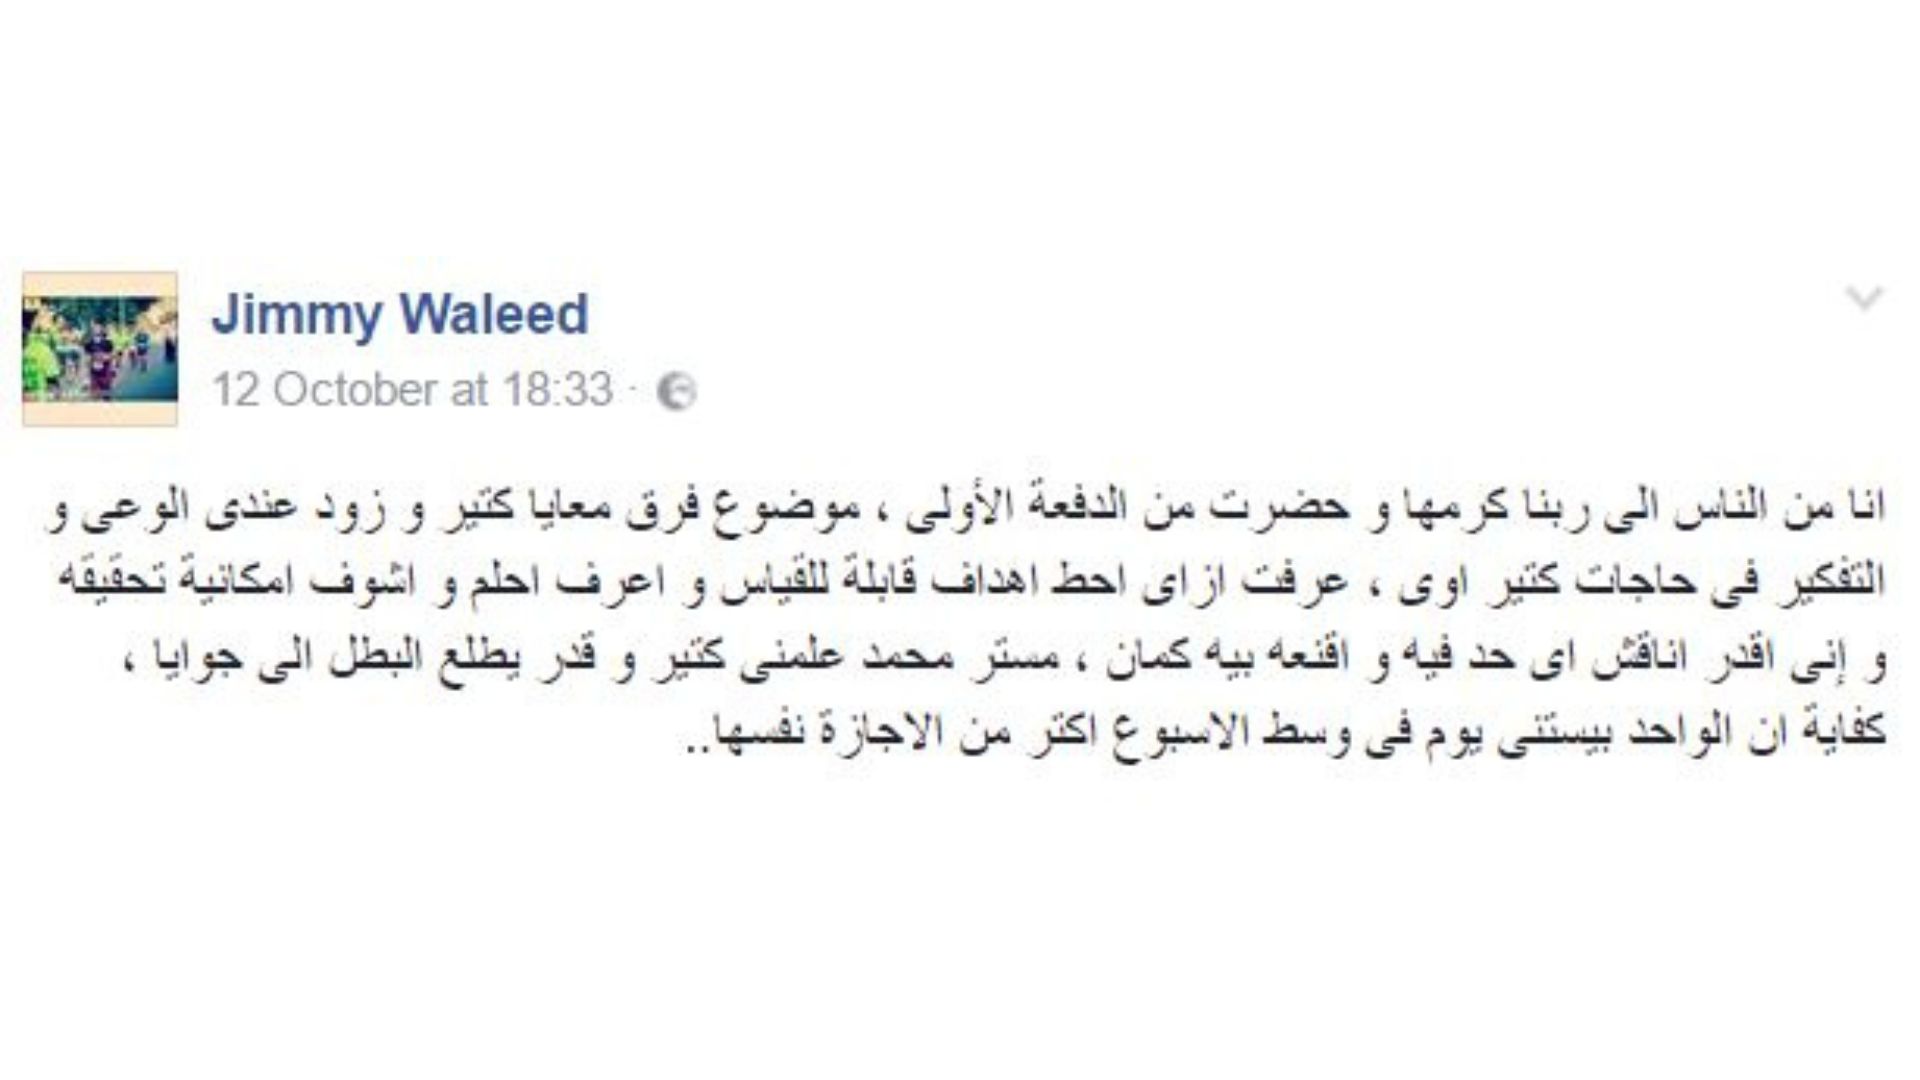 Jimmy Waleed
12 October at 18:33 ·
انا من الناس الى ربنا كرمها و حضرت من الدفعة الأولى ، موضوع فرق معايا كتير و زود عندى الوعى و
التفكير فى حاجات كتير اوى ، عرفت ازاى احط اهداف قابلة للقياس و اعرف احلم و اشوف امكانية تحقيقه
و إنى اقدر اناقش اى حد فيه و اقنعه بيه كمان ، مستر محمد علمنى كتير و قدر يطلع البطل الى جوايا ،
كفاية ان الواحد بيستنى يوم فى وسط الاسبوع اكتر من الاجازة نفسها..